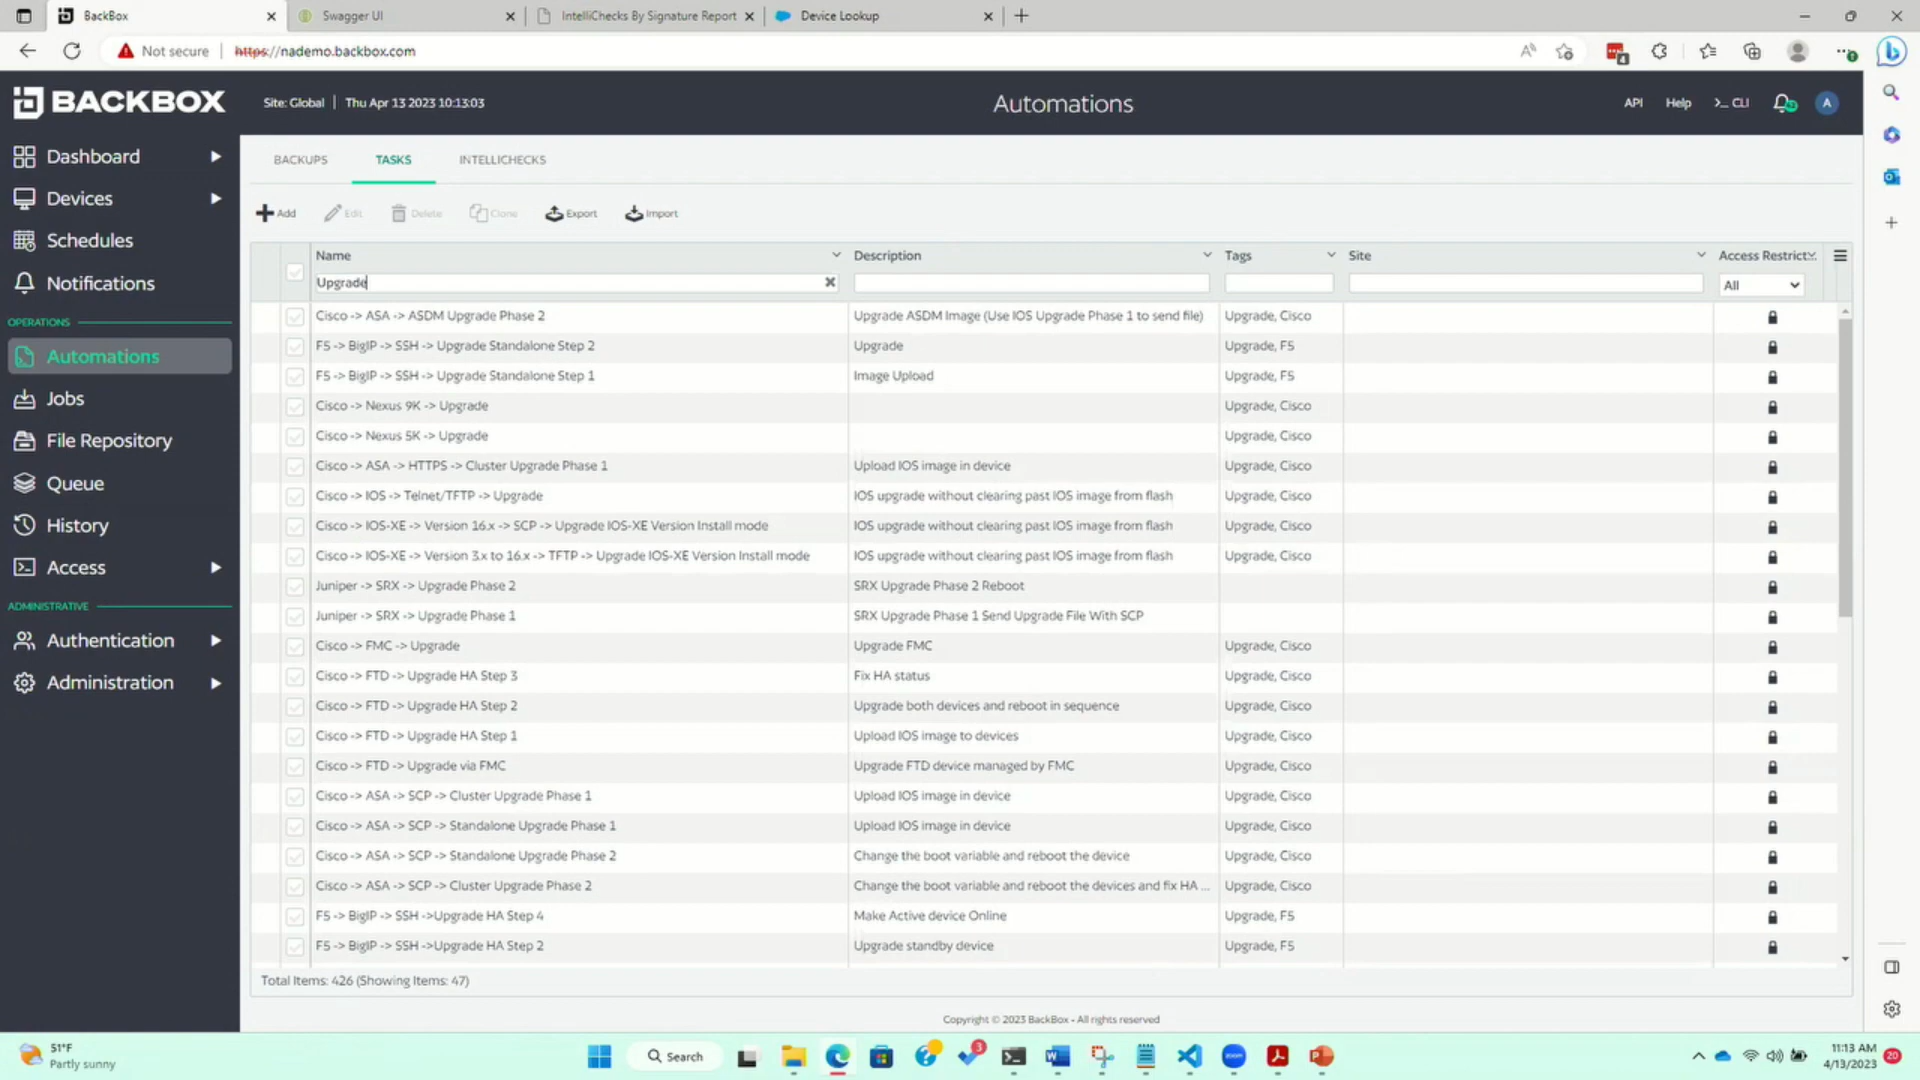 BackBox
Swagger UI
IntelliChecks By Signature Report
Device Lookup
Not secure
https://nademo.backbox.com
BACKBOX
Site: Global | Thu Apr 13 2023 10:13:03
Automations
API
Help
>_ CLI
A
Dashboard
Devices
Schedules
Notifications
OPERATIONS
Automations
Jobs
File Repository
Queue
History
Access
ADMINISTRATIVE
Authentication
Administration
BACKUPS
TASKS
INTELLICHECKS
Add
Edit
Delete
Clone
Export
Import
Name Description Tags Site Access Restrict...
Upgrade All
Cisco -> ASA -> ASDM Upgrade Phase 2 Upgrade ASDM Image (Use IOS Upgrade Phase 1 to send file) Upgrade, Cisco
F5 -> BigIP -> SSH -> Upgrade Standalone Step 2 Upgrade Upgrade, F5
F5 -> BigIP -> SSH -> Upgrade Standalone Step 1 Image Upload Upgrade, F5
Cisco -> Nexus 9K -> Upgrade Upgrade, Cisco
Cisco -> Nexus 5K -> Upgrade Upgrade, Cisco
Cisco -> ASA -> HTTPS -> Cluster Upgrade Phase 1 Upload IOS image in device Upgrade, Cisco
Cisco -> IOS -> Telnet/TFTP -> Upgrade IOS upgrade without clearing past IOS image from flash Upgrade, Cisco
Cisco -> IOS-XE -> Version 16.x -> SCP -> Upgrade IOS-XE Version Install mode IOS upgrade without clearing past IOS image from flash Upgrade, Cisco
Cisco -> IOS-XE -> Version 3.x to 16.x -> TFTP -> Upgrade IOS-XE Version Install mode IOS upgrade without clearing past IOS image from flash Upgrade, Cisco
Juniper -> SRX -> Upgrade Phase 2 SRX Upgrade Phase 2 Reboot
Juniper -> SRX -> Upgrade Phase 1 SRX Upgrade Phase 1 Send Upgrade File With SCP
Cisco -> FMC -> Upgrade Upgrade FMC Upgrade, Cisco
Cisco -> FTD -> Upgrade HA Step 3 Fix HA status Upgrade, Cisco
Cisco -> FTD -> Upgrade HA Step 2 Upgrade both devices and reboot in sequence Upgrade, Cisco
Cisco -> FTD -> Upgrade HA Step 1 Upload IOS image to devices Upgrade, Cisco
Cisco -> FTD -> Upgrade via FMC Upgrade FTD device managed by FMC Upgrade, Cisco
Cisco -> ASA -> SCP -> Cluster Upgrade Phase 1 Upload IOS image in device Upgrade, Cisco
Cisco -> ASA -> SCP -> Standalone Upgrade Phase 1 Upload IOS image in device Upgrade, Cisco
Cisco -> ASA -> SCP -> Standalone Upgrade Phase 2 Change the boot variable and reboot the device Upgrade, Cisco
Cisco -> ASA -> SCP -> Cluster Upgrade Phase 2 Change the boot variable and reboot the devices and fix HA ... Upgrade, Cisco
F5 -> BigIP -> SSH ->Upgrade HA Step 4 Make Active device Online Upgrade, F5
F5 -> BigIP -> SSH ->Upgrade HA Step 2 Upgrade standby device Upgrade, F5
Total Items: 426 (Showing Items: 47)
Copyright © 2023 BackBox - All rights reserved
51°F
Partly sunny
Search
3
11:13 AM
4/13/2023
20